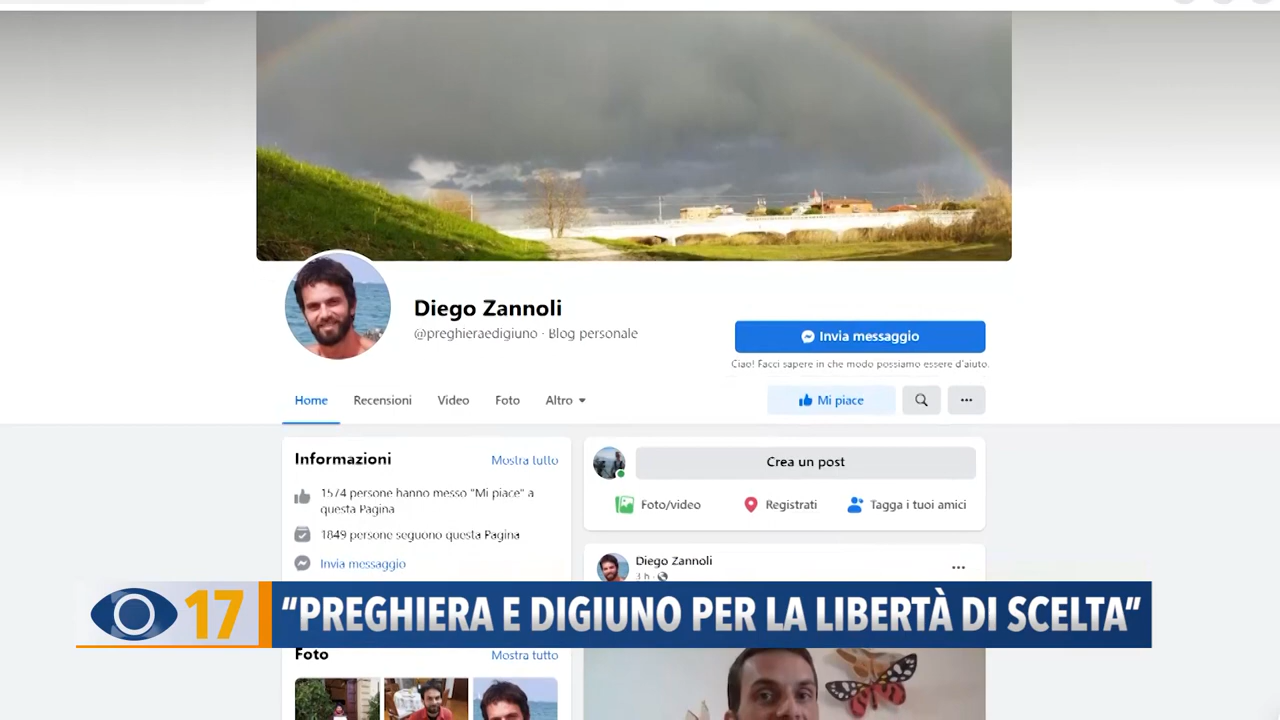 Diego Zannoli
@preghieraedigiuno · Blog personale
Invia messaggio
Ciao! Facci sapere in che modo possiamo essere d'aiuto.
Home
Recensioni
Video
Foto
Altro
Mi piace
Informazioni
Mostra tutto
1574 persone hanno messo "Mi piace" a
questa Pagina
1849 persone seguono questa Pagina
Invia messaggio
Crea un post
Foto/video
Registrati
Tagga i tuoi amici
Diego Zannoli
3 h ·
17
“PREGHIERA E DIGIUNO PER LA LIBERTÀ DI SCELTA”
Foto
Mostra tutto